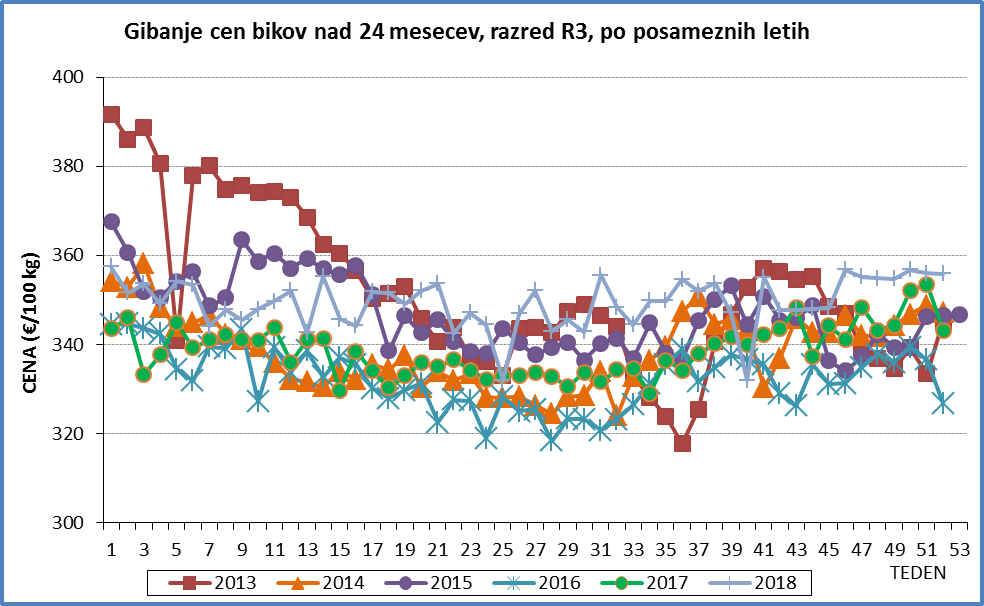 Gibanje cen bikov nad 24 mesecev, razred R3, po posameznih letih
CENA (€/100 kg)
400
380
360
340
320
300
1 3 5 7 9 11 13 15 17 19 21 23 25 27 29 31 33 35 37 39 41 43 45 47 49 51 53
TEDEN
2013 2014 2015 2016 2017 2018